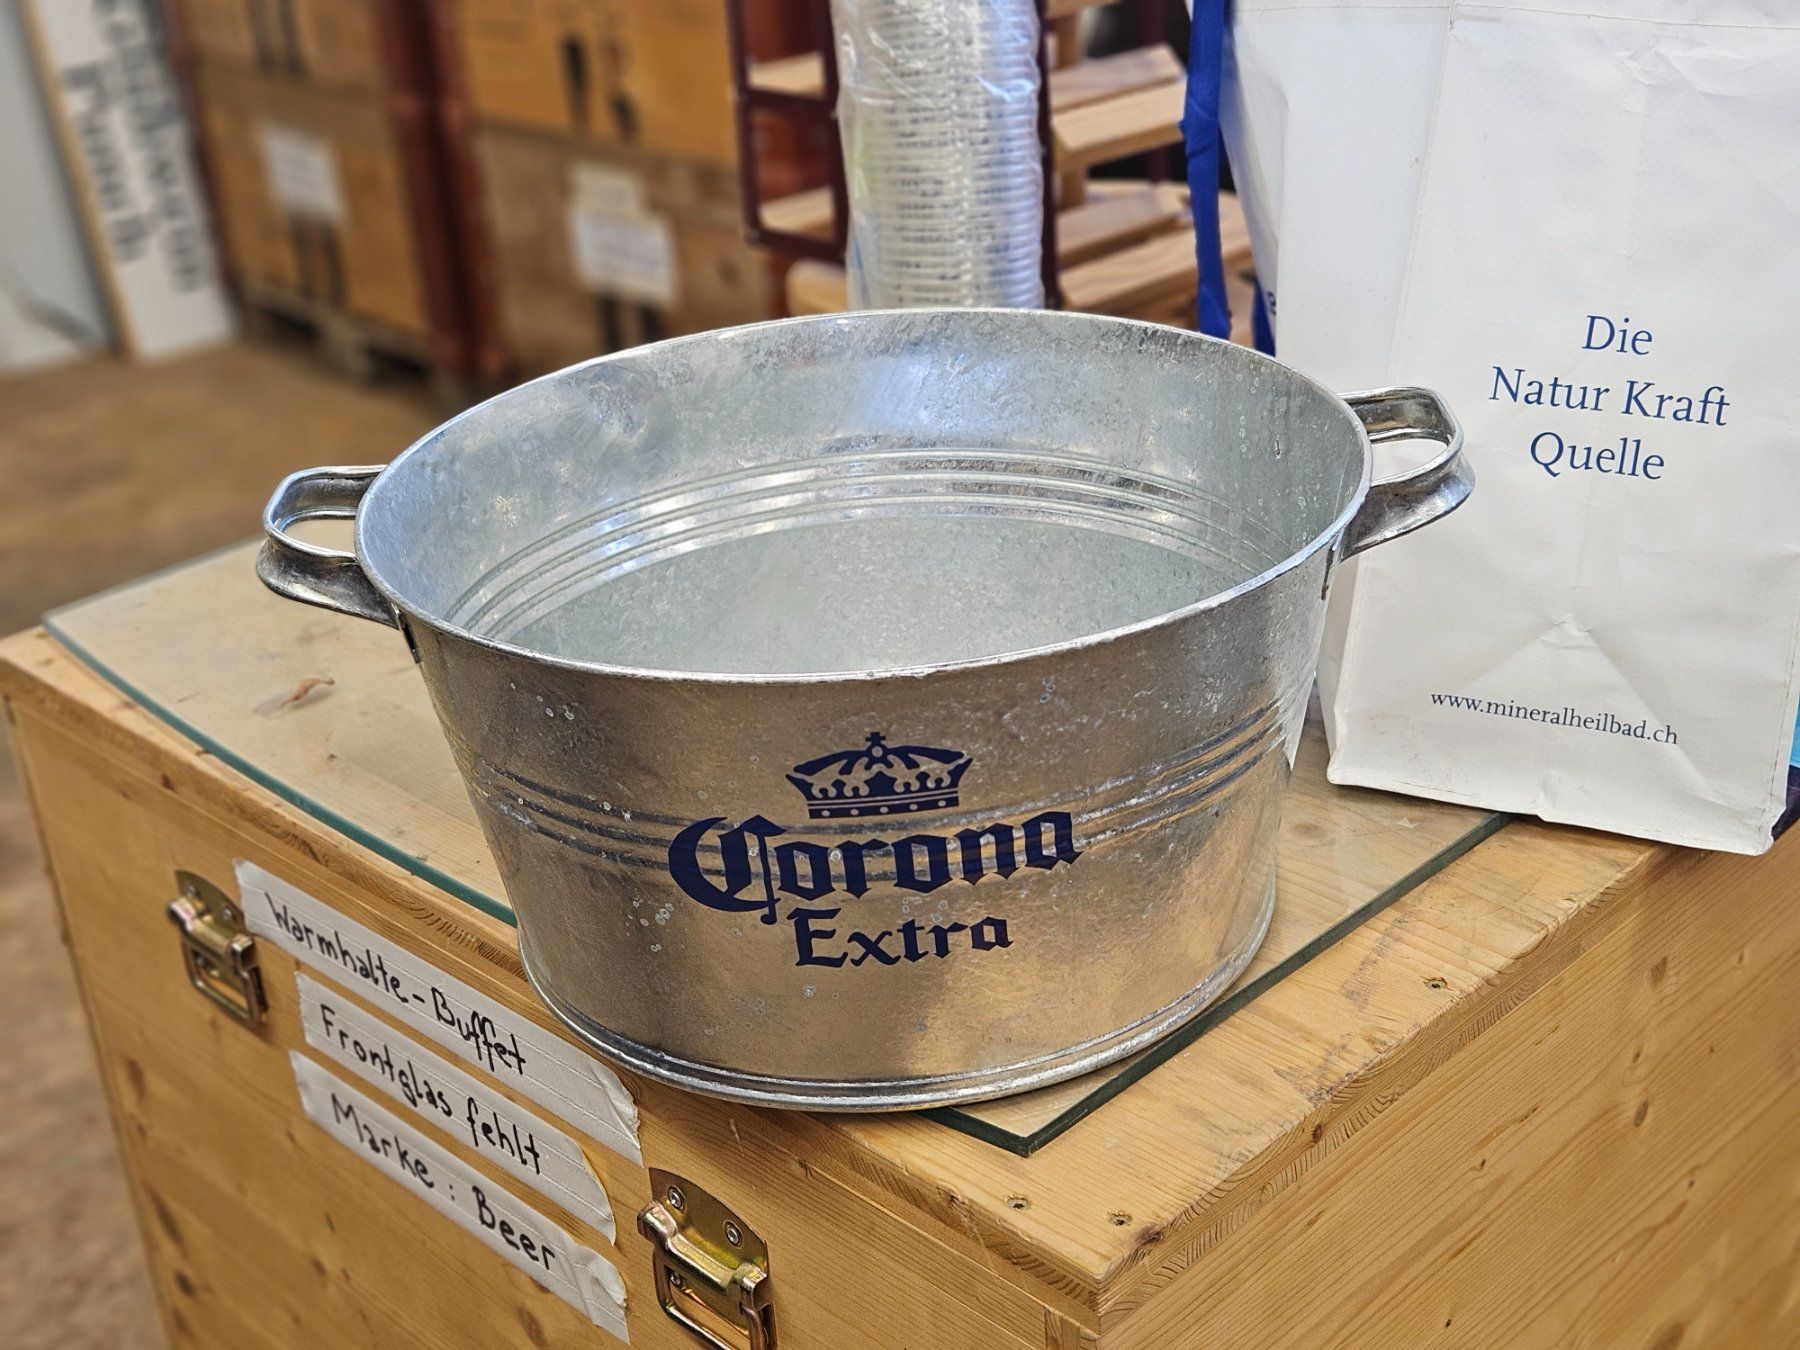 Die
Natur Kraft
Quelle
www.mineralheilbad.ch
Corona
Extra
Warmhalte-Buffet
Frontglas fehlt
Marke: Beer